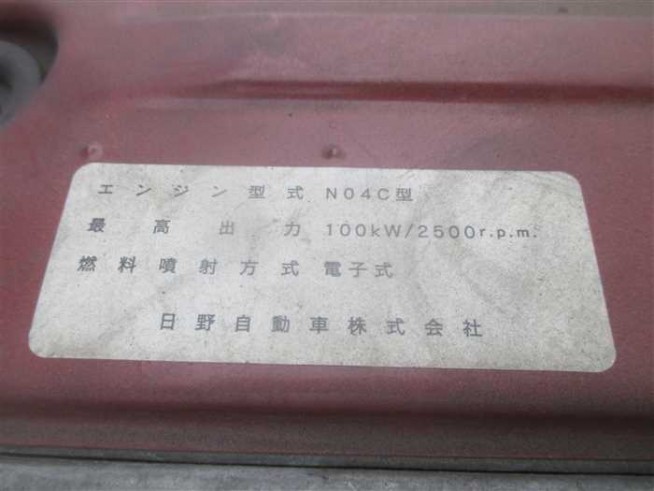 エンジン型式 N04C型
最高出力 100kW/2500r.p.m.
燃料噴射方式 電子式
日野自動車株式会社